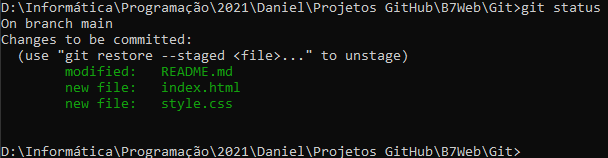 D:\Informática\Programação\2021\Daniel\Projetos GitHub\B7Web\Git>git status
On branch main
Changes to be committed:
  (use "git restore --staged <file>..." to unstage)
        modified:   README.md
        new file:   index.html
        new file:   style.css
D:\Informática\Programação\2021\Daniel\Projetos GitHub\B7Web\Git>